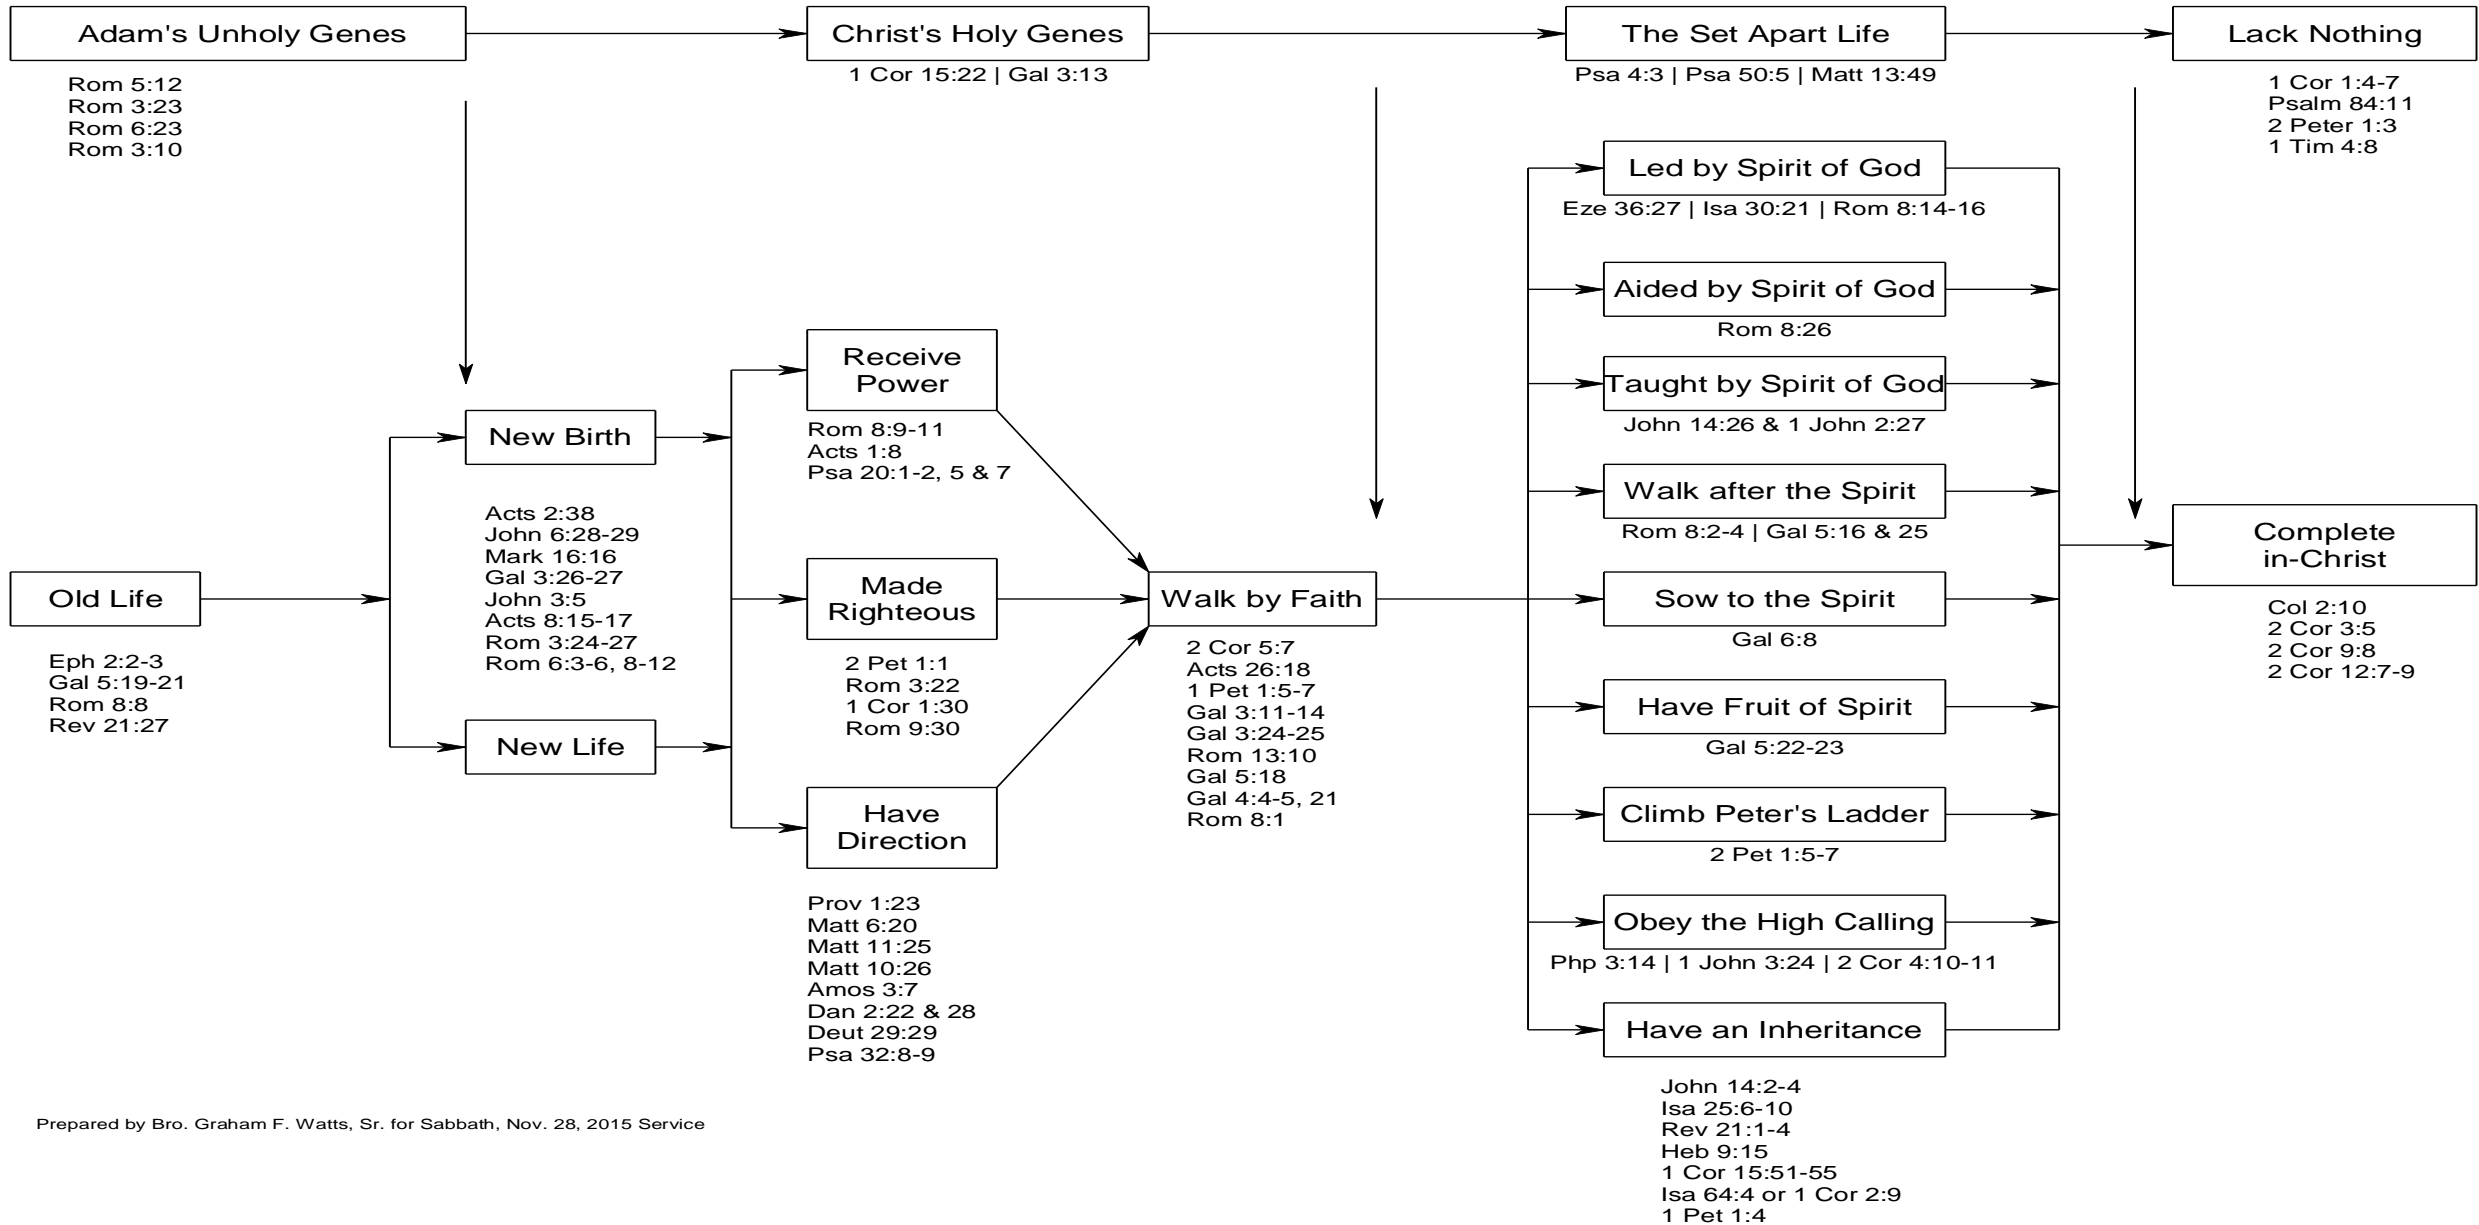 Adam's Unholy Genes
Rom 5:12
Rom 3:23
Rom 6:23
Rom 3:10
Christ's Holy Genes
1 Cor 15:22 | Gal 3:13
The Set Apart Life
Psa 4:3 | Psa 50:5 | Matt 13:49
Lack Nothing
1 Cor 1:4-7
Psalm 84:11
2 Peter 1:3
1 Tim 4:8
Old Life
Eph 2:2-3
Gal 5:19-21
Rom 8:8
Rev 21:27
New Birth
Acts 2:38
John 6:28-29
Mark 16:16
Gal 3:26-27
John 3:5
Acts 8:15-17
Rom 3:24-27
Rom 6:3-6, 8-12
New Life
Receive
Power
Rom 8:9-11
Acts 1:8
Psa 20:1-2, 5 & 7
Made
Righteous
2 Pet 1:1
Rom 3:22
1 Cor 1:30
Rom 9:30
Have
Direction
Prov 1:23
Matt 6:20
Matt 11:25
Matt 10:26
Amos 3:7
Dan 2:22 & 28
Deut 29:29
Psa 32:8-9
Walk by Faith
2 Cor 5:7
Acts 26:18
1 Pet 1:5-7
Gal 3:11-14
Gal 3:24-25
Rom 13:10
Gal 5:18
Gal 4:4-5, 21
Rom 8:1
Led by Spirit of God
Eze 36:27 | Isa 30:21 | Rom 8:14-16
Aided by Spirit of God
Rom 8:26
Taught by Spirit of God
John 14:26 & 1 John 2:27
Walk after the Spirit
Rom 8:2-4 | Gal 5:16 & 25
Sow to the Spirit
Gal 6:8
Have Fruit of Spirit
Gal 5:22-23
Climb Peter's Ladder
2 Pet 1:5-7
Obey the High Calling
Php 3:14 | 1 John 3:24 | 2 Cor 4:10-11
Have an Inheritance
John 14:2-4
Isa 25:6-10
Rev 21:1-4
Heb 9:15
1 Cor 15:51-55
Isa 64:4 or 1 Cor 2:9
1 Pet 1:4
Complete
in-Christ
Col 2:10
2 Cor 3:5
2 Cor 9:8
2 Cor 12:7-9
Prepared by Bro. Graham F. Watts, Sr. for Sabbath, Nov. 28, 2015 Service